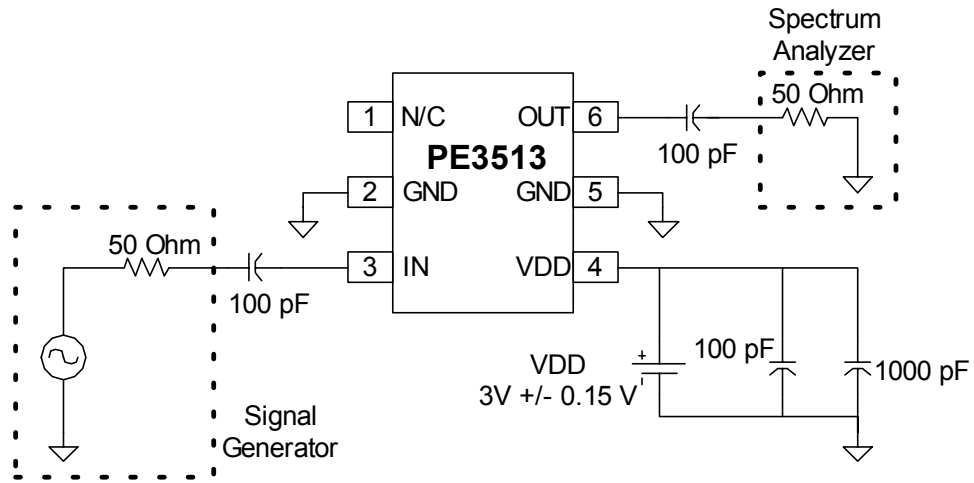 Spectrum
Analyzer
50 Ohm
1 N/C OUT 6
PE3513
100 pF
2 GND GND 5
50 Ohm
3 IN VDD 4
100 pF
+
VDD
3V +/- 0.15 V
-
100 pF
1000 pF
Signal
Generator